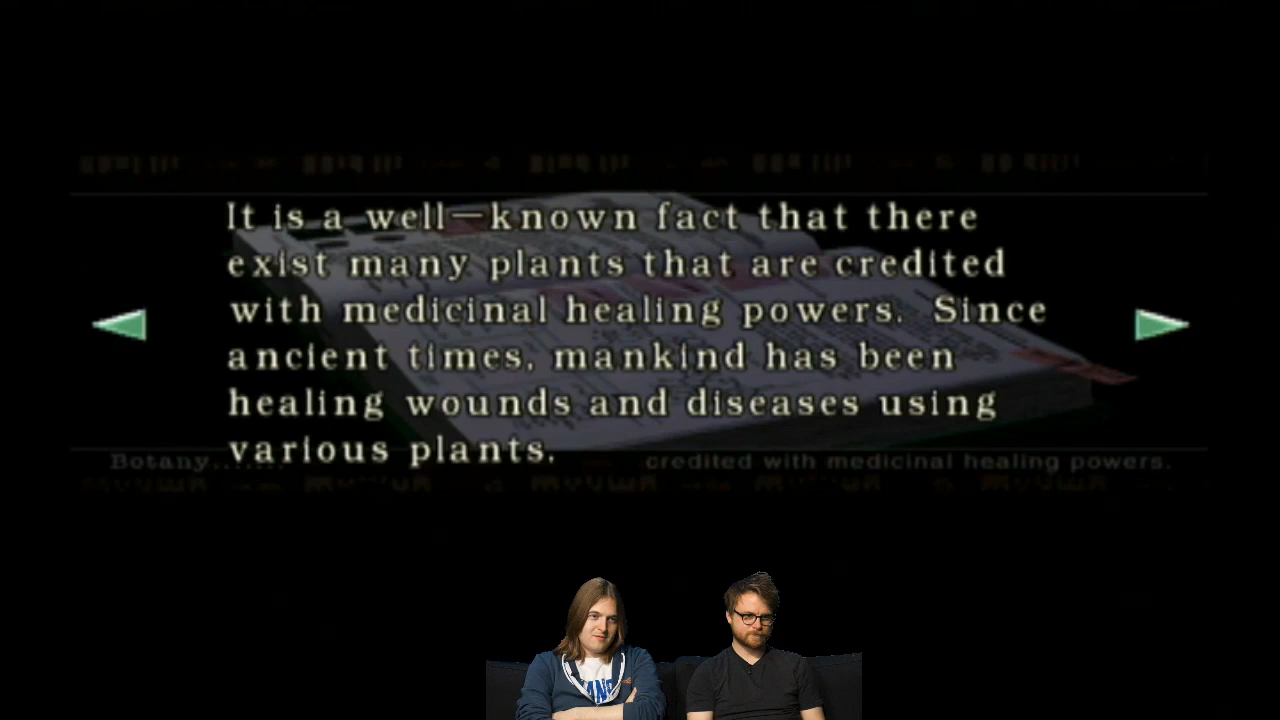 It is a well—known fact that there
exist many plants that are credited
with medicinal healing powers. Since
ancient times, mankind has been
healing wounds and diseases using
various plants.
Botany.......
credited with medicinal healing powers.